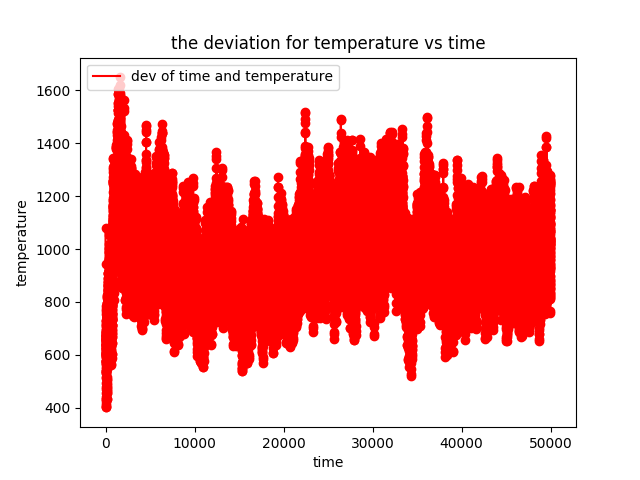 the deviation for temperature vs time
dev of time and temperature
1600
1400
1200
1000
800
600
400
temperature
0 10000 20000 30000 40000 50000
time